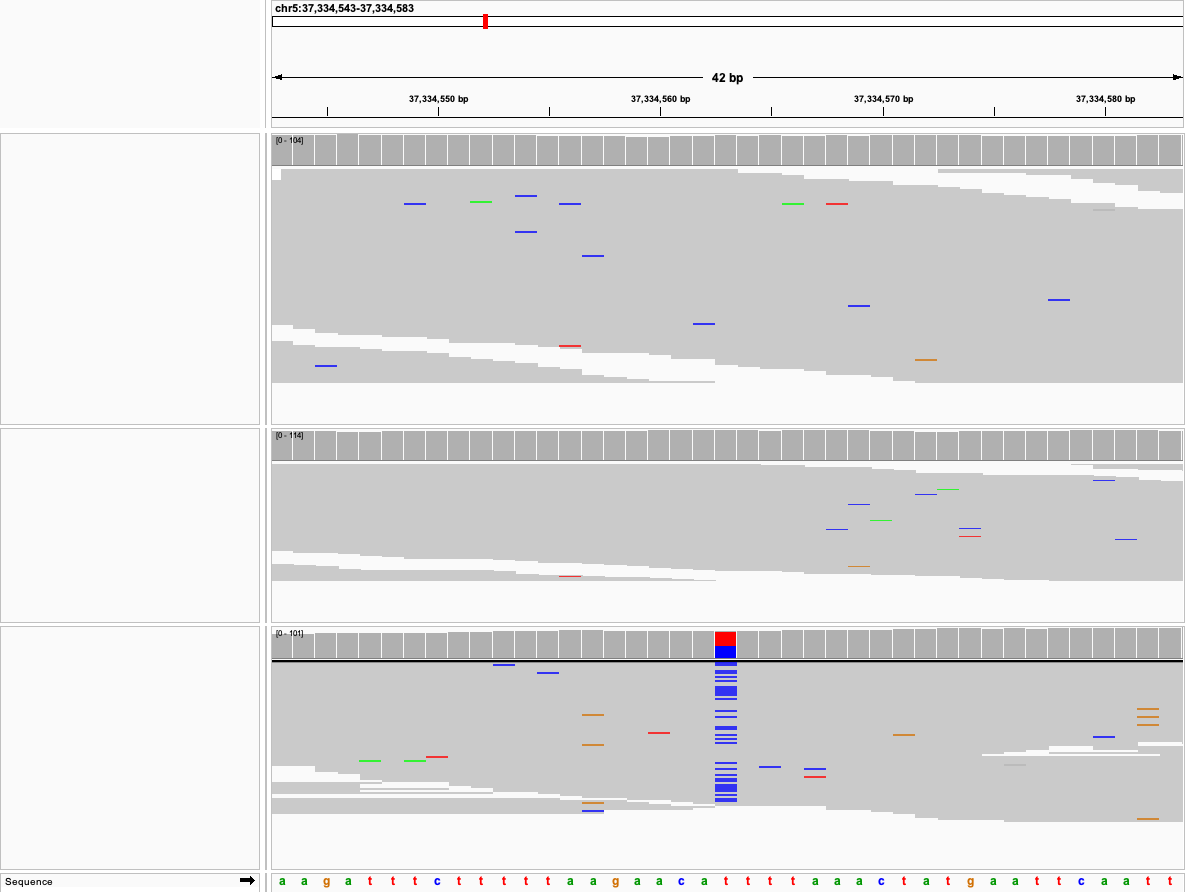 chr5:37,334,543-37,334,583
42 bp
37,334,550 bp 37,334,560 bp 37,334,570 bp 37,334,580 bp
[0 - 104]
[0 - 114]
[0 - 101]
Sequence a a g a t t t c t t t t t a a g a a c a t t t t a a a c t a t g a a t t c a a t t